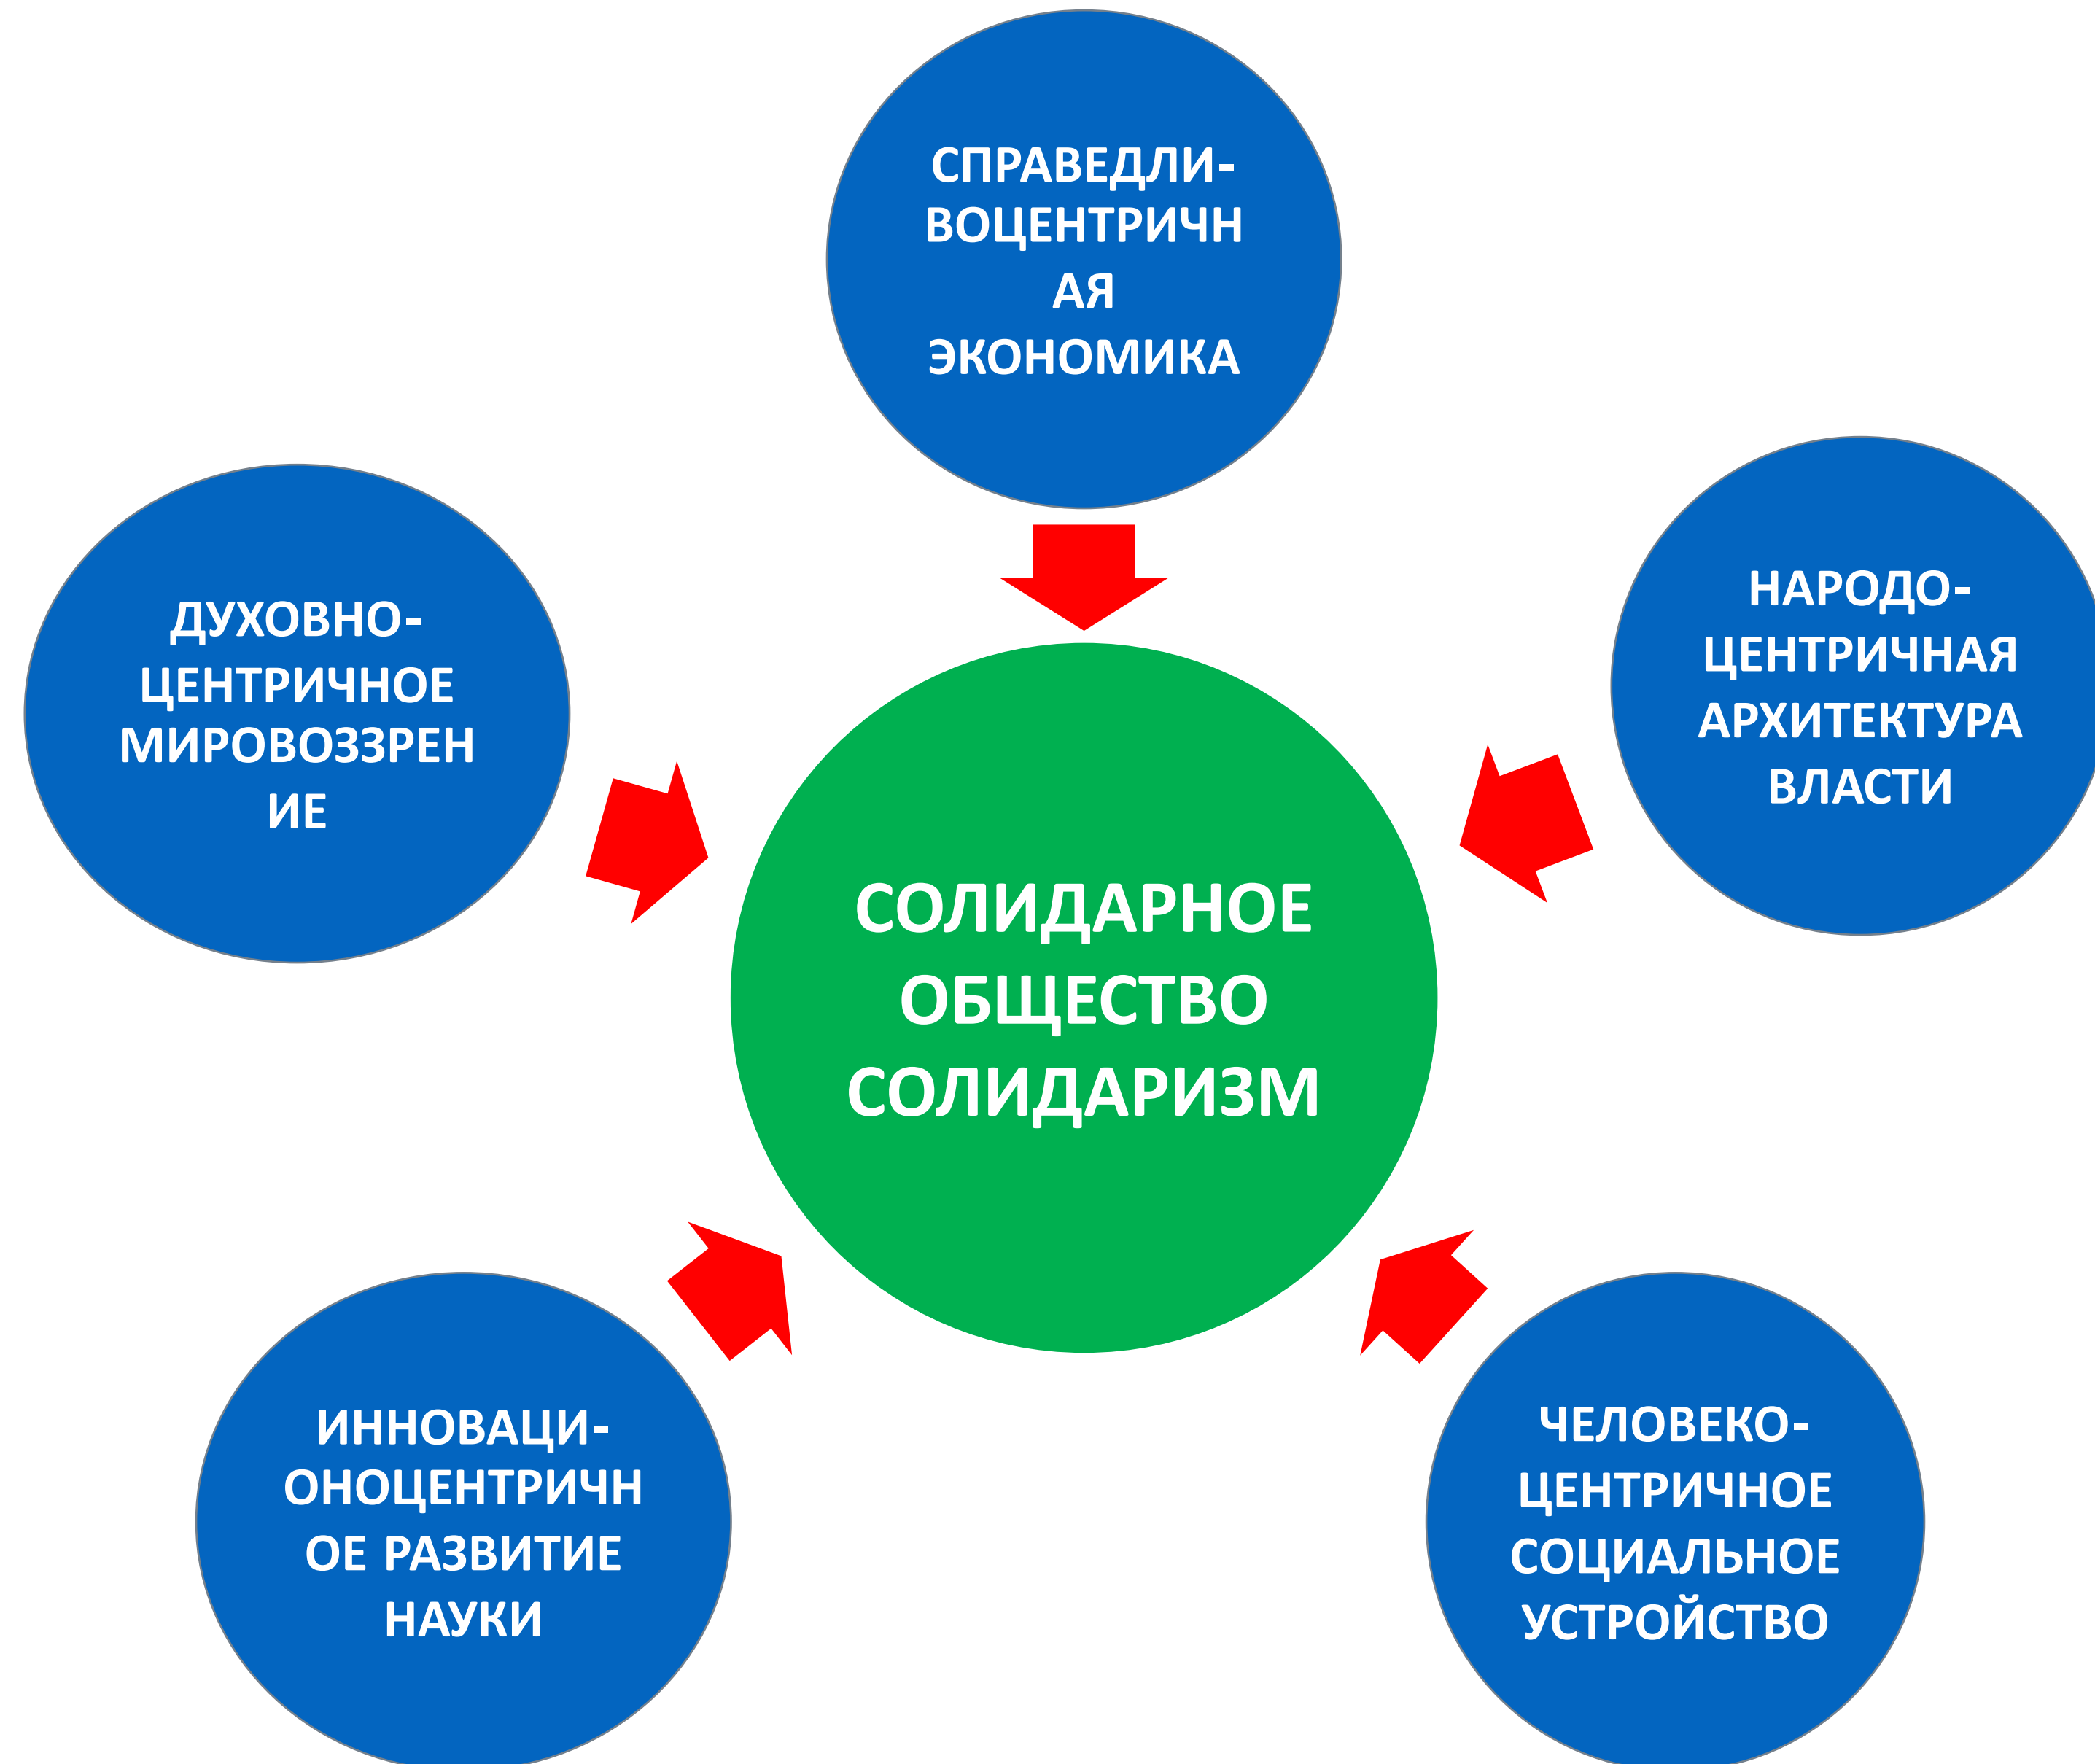 СПРАВЕДЛИ-
ВОЦЕНТРИЧН
АЯ
ЭКОНОМИКА
ДУХОВНО-
ЦЕНТРИЧНОЕ
МИРОВОЗЗРЕН
ИЕ
НАРОДО-
ЦЕНТРИЧНАЯ
АРХИТЕКТУРА
ВЛАСТИ
СОЛИДАРНОЕ
ОБЩЕСТВО
СОЛИДАРИЗМ
ИННОВАЦИ-
ОНОЦЕНТРИЧН
ОЕ РАЗВИТИЕ
НАУКИ
ЧЕЛОВЕКО-
ЦЕНТРИЧНОЕ
СОЦИАЛЬНОЕ
УСТРОЙСТВО